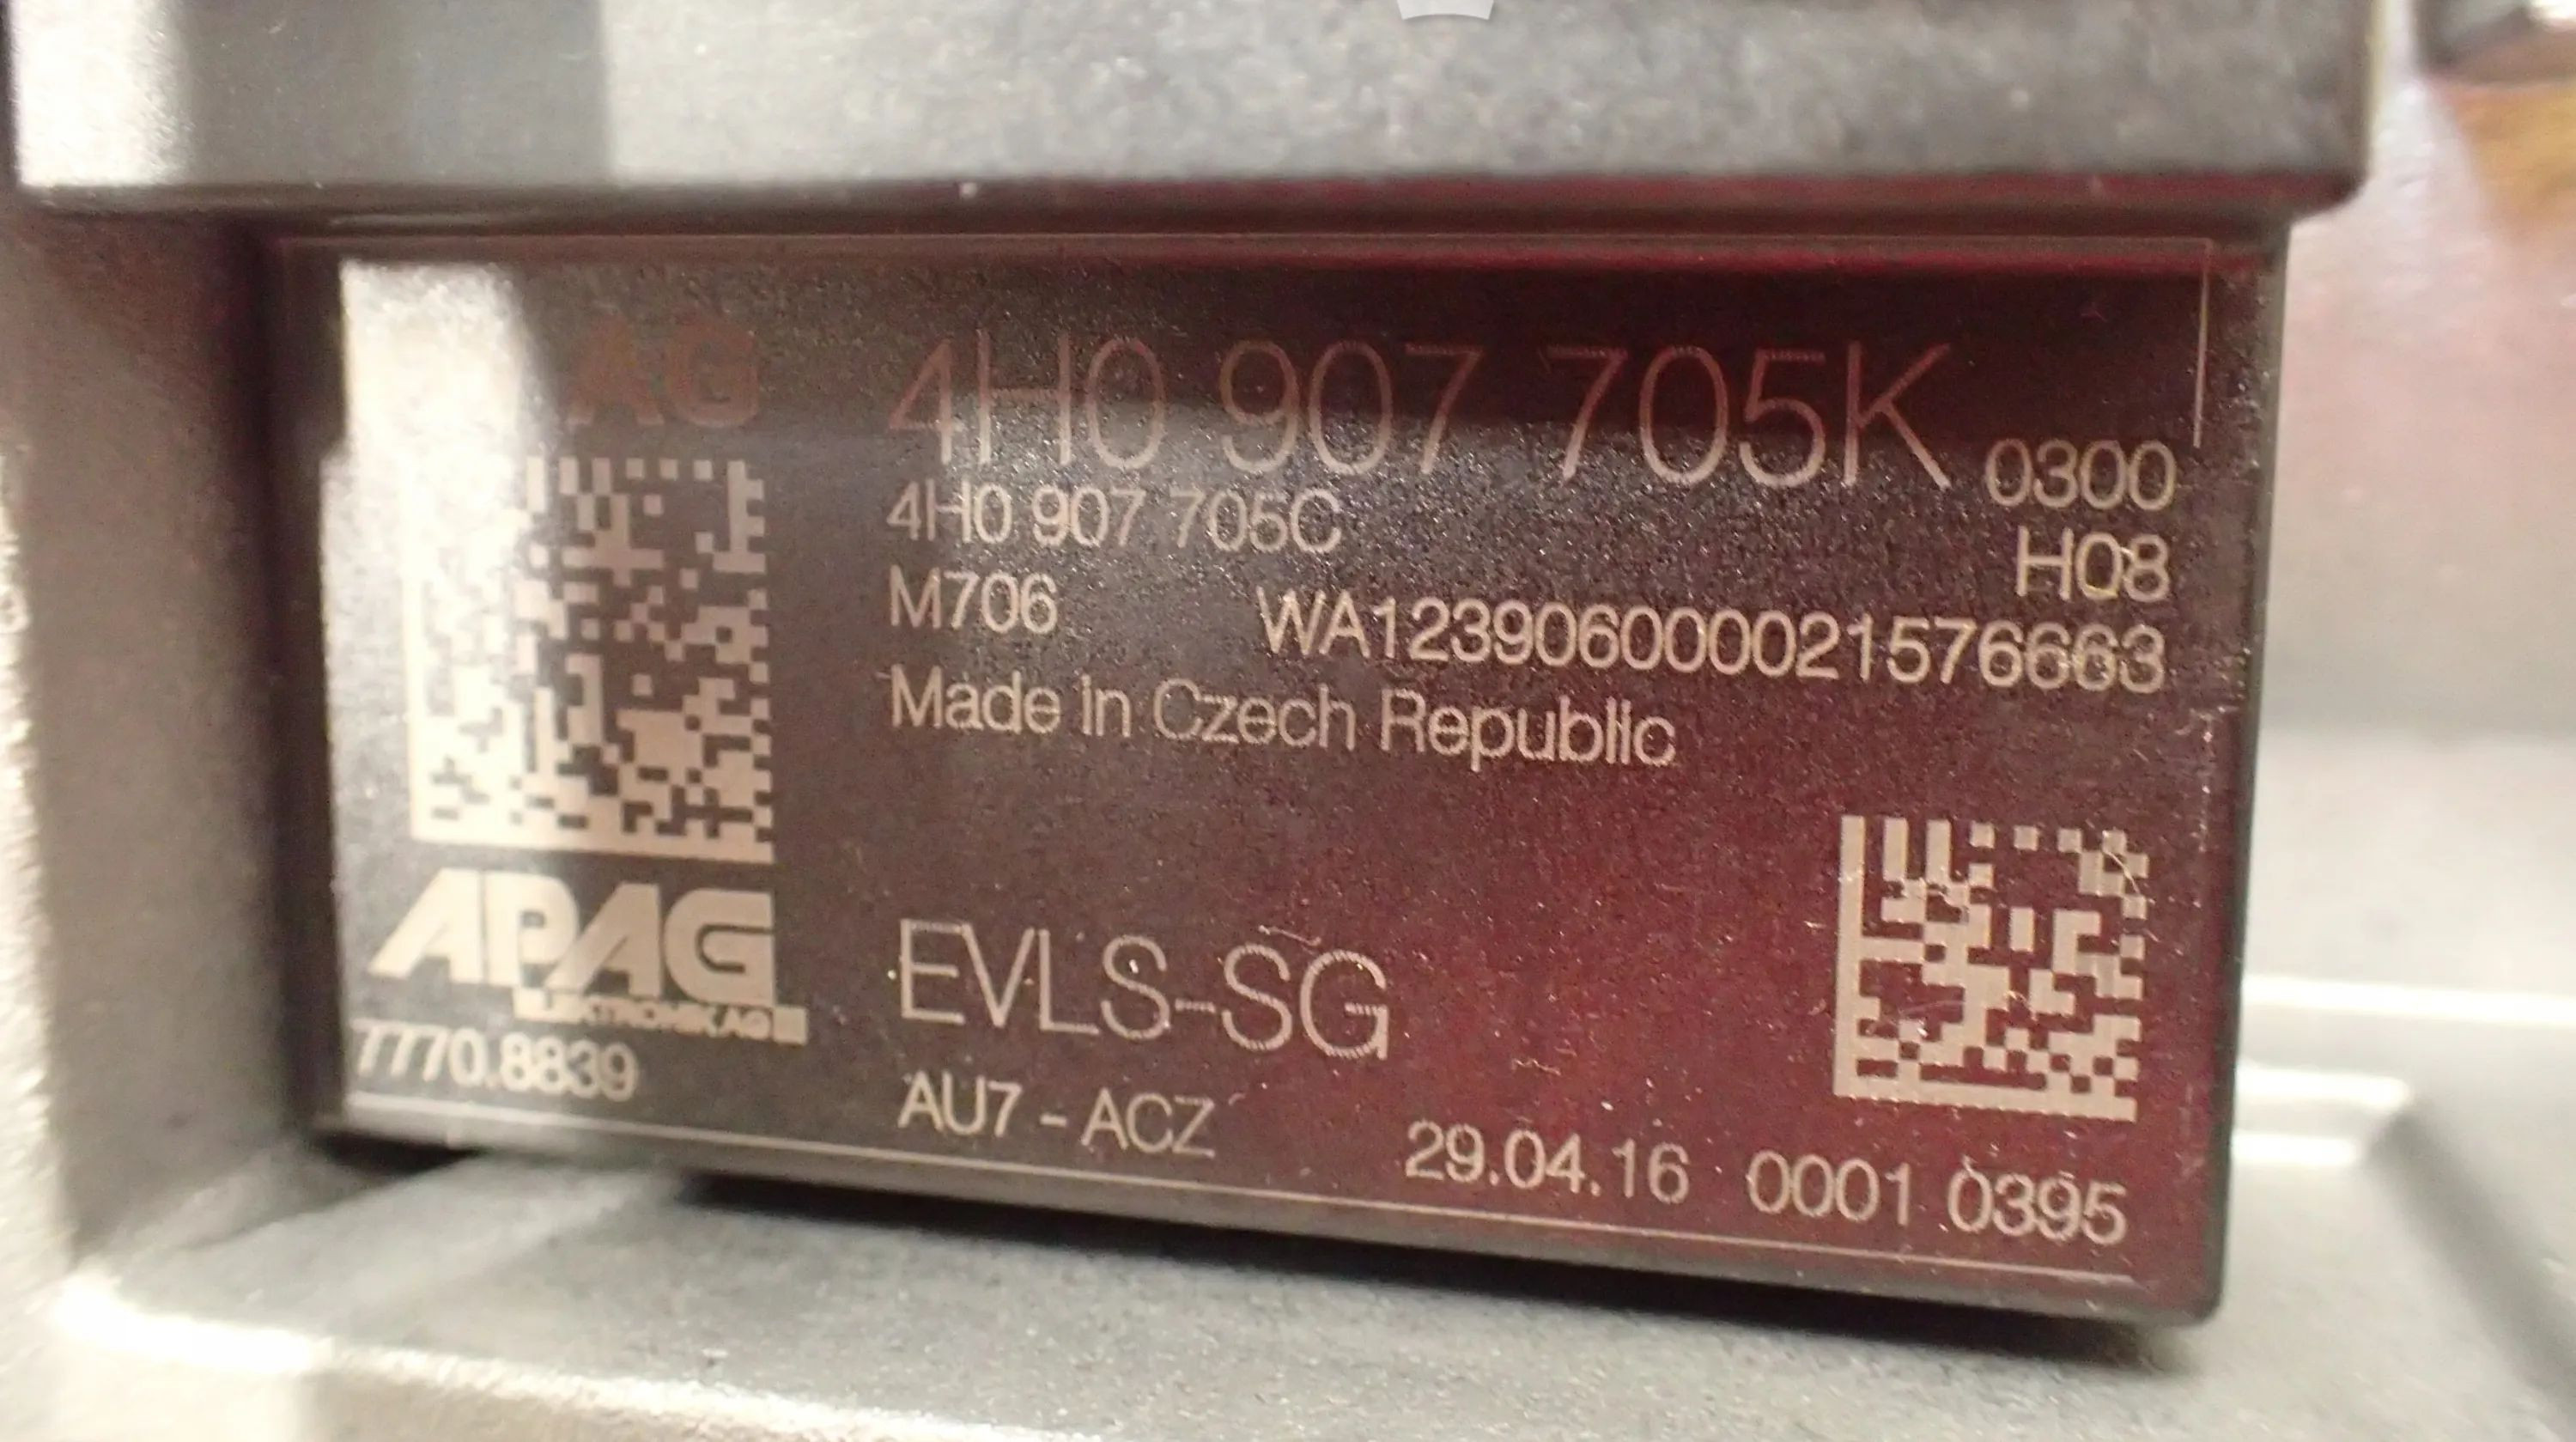 AG
4H0 907 705K 0300
4H0 907 705C
H08
M706 WA123906000021576663
Made in Czech Republic
APAG
ELEKTRONIK AG
7770.8839
EVLS-SG
AU7 - ACZ
29.04.16 0001 0395